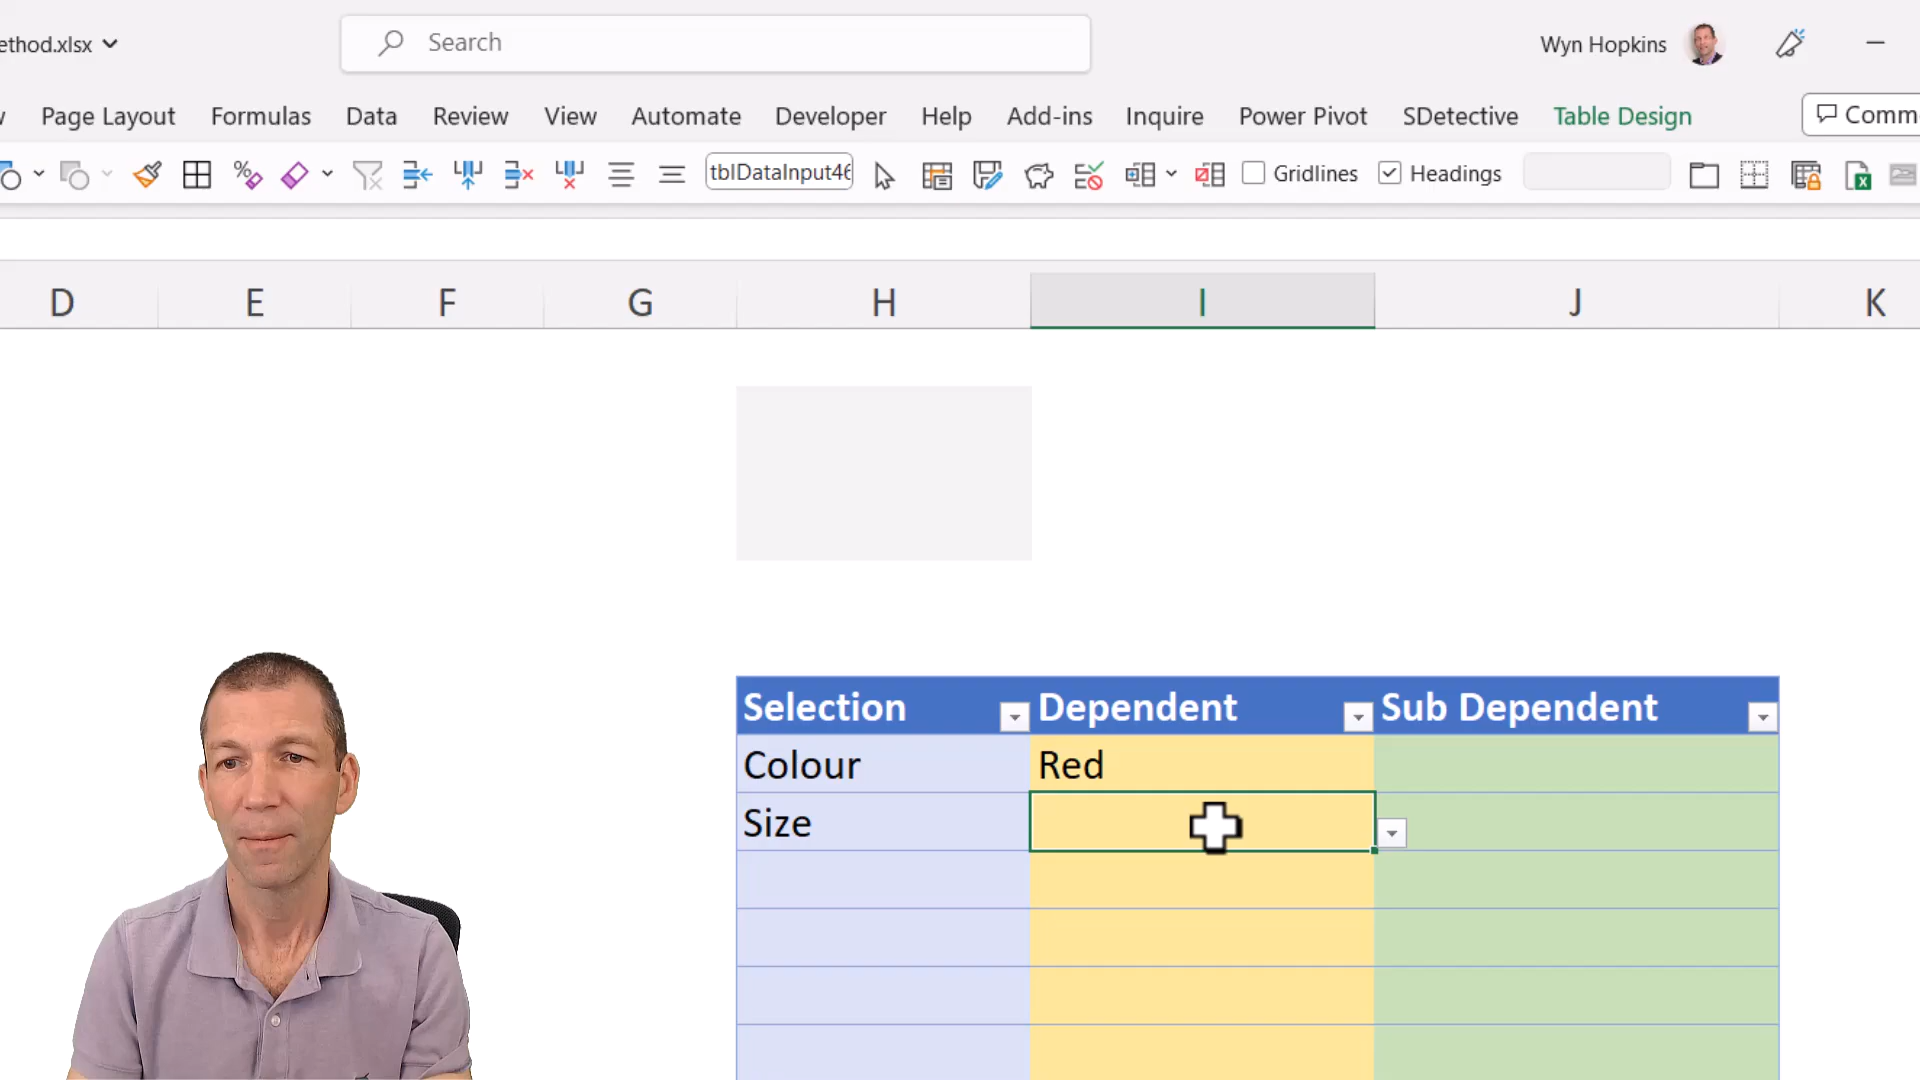 ethod.xlsx
Search
Wyn Hopkins
Page Layout Formulas Data Review View Automate Developer Help Add-ins Inquire Power Pivot SDetective Table Design Comm
tblDataInput46 Gridlines Headings
D E F G H I J K
Selection Dependent Sub Dependent
Colour Red
Size